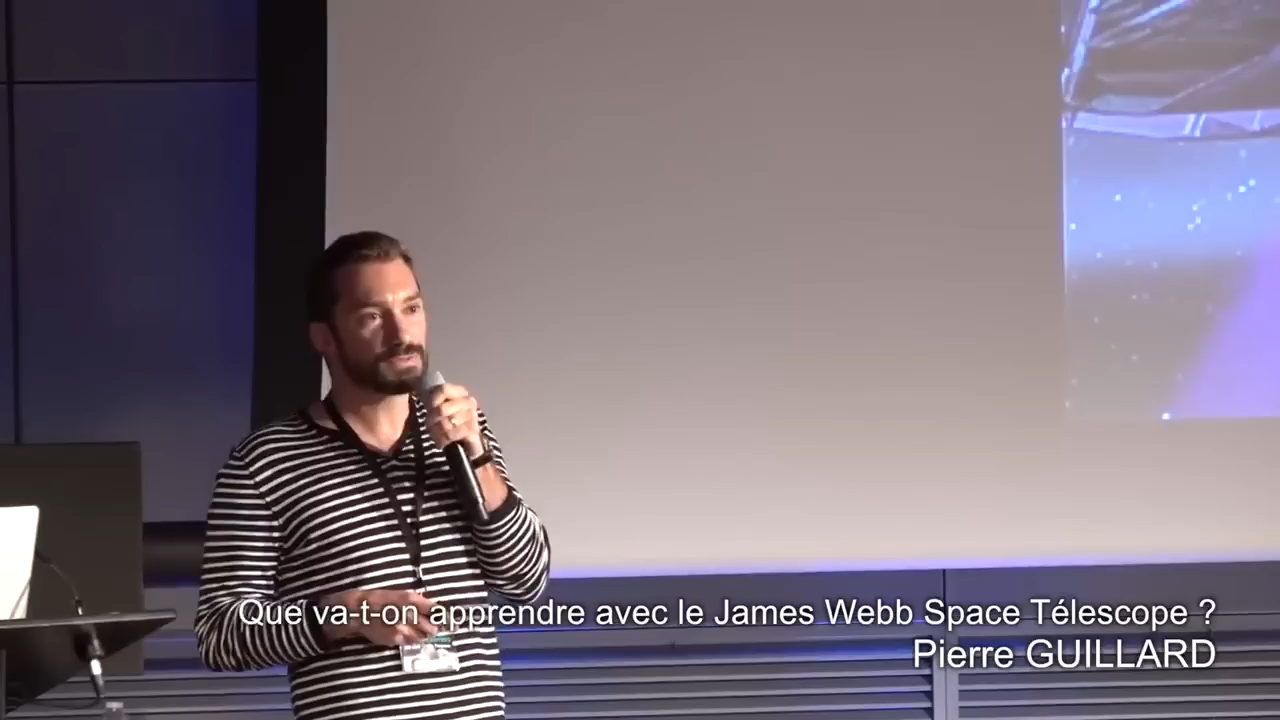 Que va-t-on apprendre avec le James Webb Space Télescope ?
Pierre GUILLARD